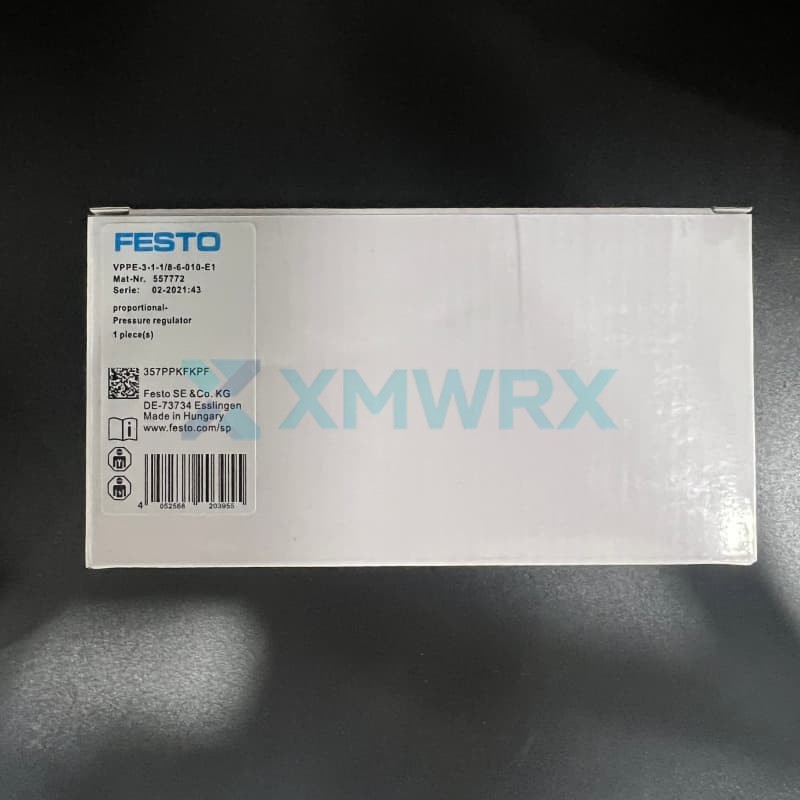 FESTO
VPPE-3-1-1/8-6-010-E1
Mat-Nr. 557772
Serie: 02-2021:43
proportional-
Pressure regulator
1 piece(s)
357PPKFKPF
Festo SE &Co. KG
DE-73734 Esslingen
Made in Hungary
www.festo.com/sp
4 052568 203955
XMWRX